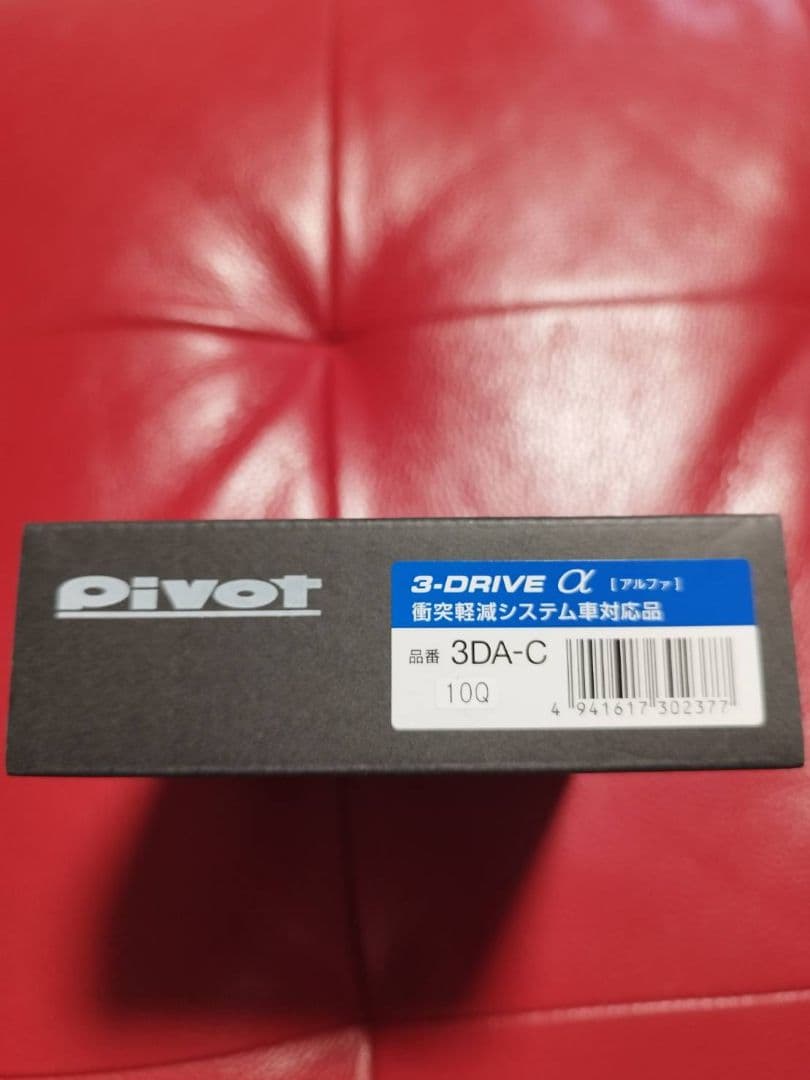 Pivot
3-DRIVE α [アルファ]
衝突軽減システム車対応品
品番 3DA-C
10Q
4 941617 302377